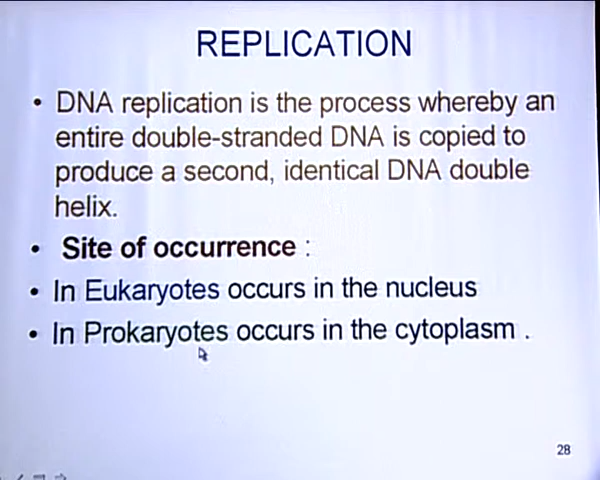 REPLICATION
• DNA replication is the process whereby an
entire double-stranded DNA is copied to
produce a second, identical DNA double
helix.
• Site of occurrence :
• In Eukaryotes occurs in the nucleus
• In Prokaryotes occurs in the cytoplasm .
28